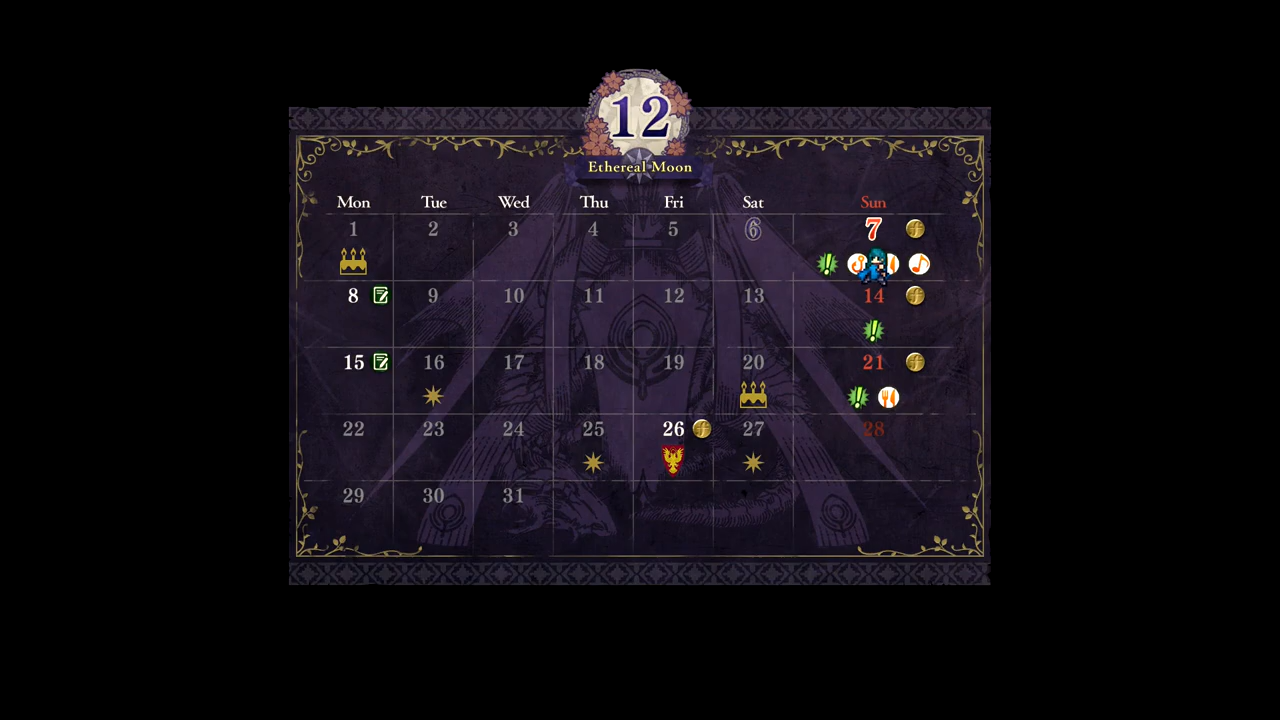 12
Ethereal Moon
Mon Tue Wed Thu Fri Sat Sun
1 2 3 4 5 6 7
8 9 10 11 12 13 14
15 16 17 18 19 20 21
22 23 24 25 26 27 28
29 30 31